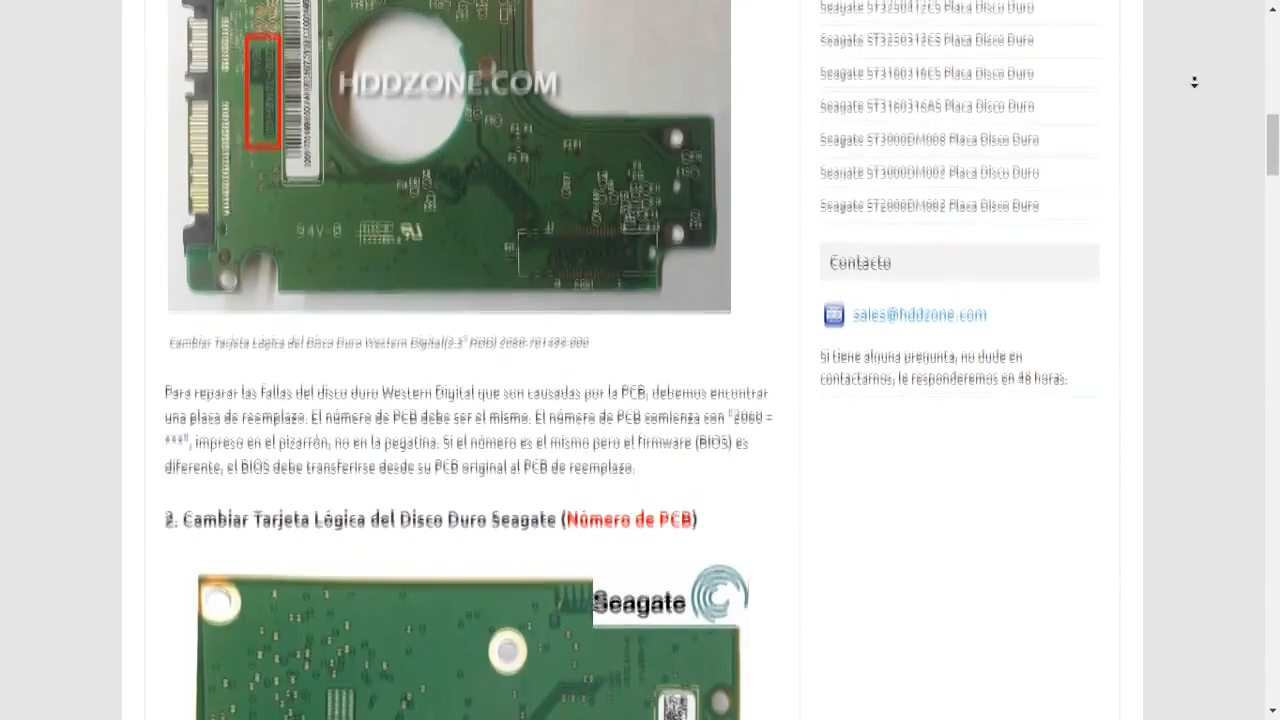 HDDZONE.COM
94V-0
Cambiar Tarjeta Lógica del Disco Duro Western Digital(2.5" HDD) 2060-701499-000
Para reparar las fallas del disco duro Western Digital que son causadas por la PCB, debemos encontrar
una placa de reemplazo. El número de PCB debe ser el mismo. El número de PCB comienza con "2060 -
***", impreso en el pizarrón, no en la pegatina. Si el número es el mismo pero el firmware (BIOS) es
diferente, el BIOS debe transferirse desde su PCB original al PCB de reemplazo.
2. Cambiar Tarjeta Lógica del Disco Duro Seagate (Número de PCB)
Seagate
Seagate ST3250312CS Placa Disco Duro
Seagate ST3160310CS Placa Disco Duro
Seagate ST3160316AS Placa Disco Duro
Seagate ST3000DM008 Placa Disco Duro
Seagate ST3000DM002 Placa Disco Duro
Seagate ST2000DM002 Placa Disco Duro
Contacto
sales@hddzone.com
Si tiene alguna pregunta, no dude en
contactarnos, le responderemos en 48 horas.